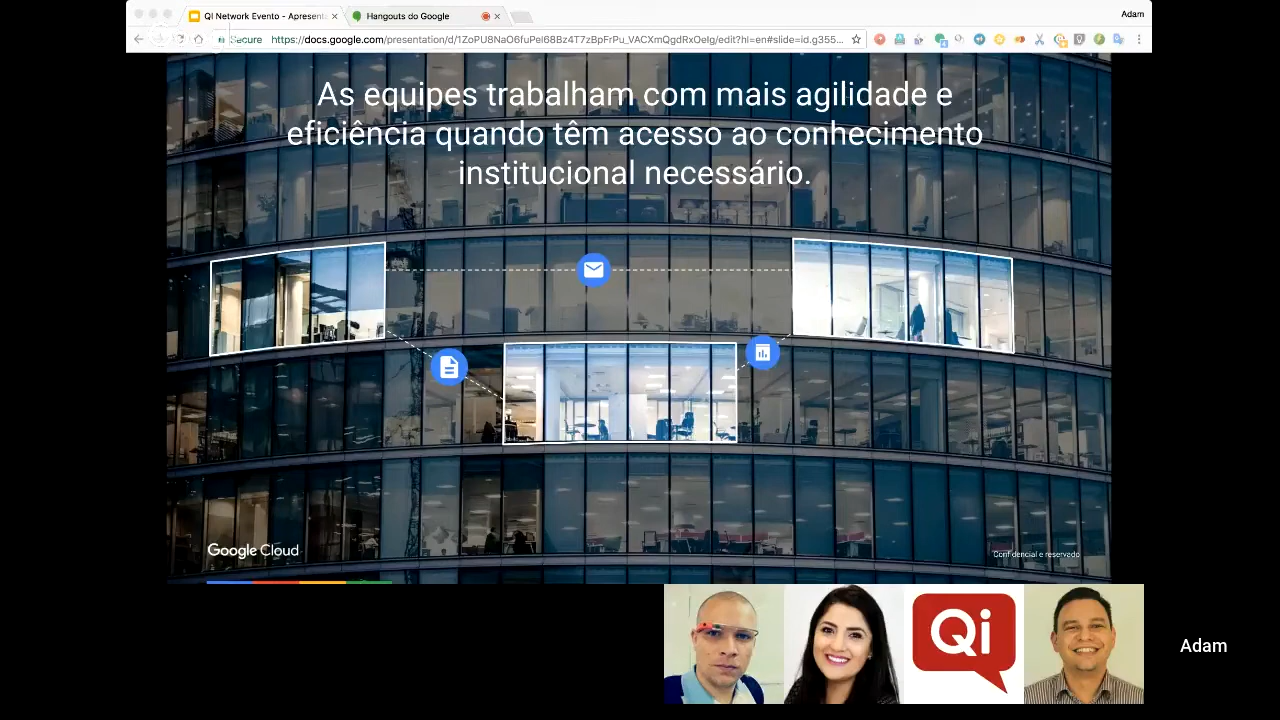 QI Network Evento - Apresent
Hangouts do Google
Adam
Secure
https://docs.google.com/presentation/d/1ZoPU8NaO6fuPei68Bz4T7zBpFrPu_VACXmQgdRxOeIg/edit?hl=en#slide=id.g355...
As equipes trabalham com mais agilidade e
eficiência quando têm acesso ao conhecimento
institucional necessário.
Google Cloud
Confidencial e reservado
Qi
Adam